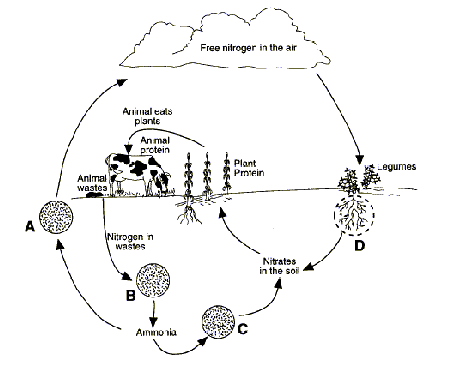 Free nitrogen in the air
Animal eats
plants
Animal
protein
Animal
wastes
Plant
Protein
Legumes
A
D
Nitrogen in
wastes
Nitrates
in the soil
B
Ammonia
C